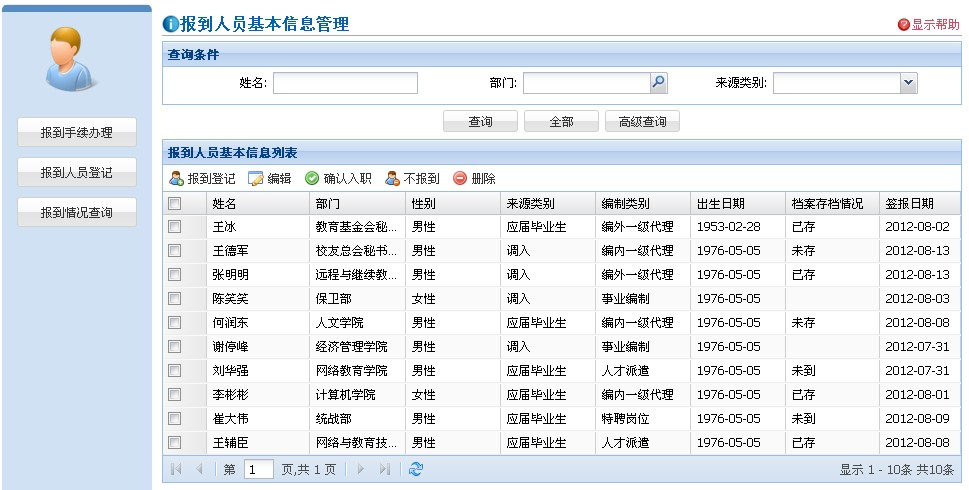 报到人员基本信息管理 显示帮助
报到手续办理
报到人员登记
报到情况查询
查询条件
姓名: 部门: 来源类别:
查询 全部 高级查询
报到人员基本信息列表
报到登记 编辑 确认入职 不报到 删除
姓名 部门 性别 来源类别 编制类别 出生日期 档案存档情况 签报日期
王冰 教育基金会秘... 男性 应届毕业生 编外一级代理 1953-02-28 已存 2012-08-02
王德军 校友总会秘书... 男性 调入 编内一级代理 1976-05-05 未存 2012-08-13
张明明 远程与继续教... 男性 调入 编外一级代理 1976-05-05 已存 2012-08-13
陈笑笑 保卫部 女性 调入 事业编制 1976-05-05 2012-08-03
何润东 人文学院 男性 应届毕业生 编内一级代理 1976-05-05 未存 2012-08-08
谢停峰 经济管理学院 男性 调入 事业编制 1976-05-05 2012-07-31
刘华强 网络教育学院 男性 应届毕业生 人才派遣 1976-05-05 未到 2012-07-31
李彬彬 计算机学院 女性 应届毕业生 编内一级代理 1976-05-05 已存 2012-08-01
崔大伟 统战部 男性 应届毕业生 特聘岗位 1976-05-05 未到 2012-08-09
王辅臣 网络与教育技... 男性 应届毕业生 人才派遣 1976-05-05 已存 2012-08-08
第 1 页,共 1 页 显示 1 - 10条 共10条